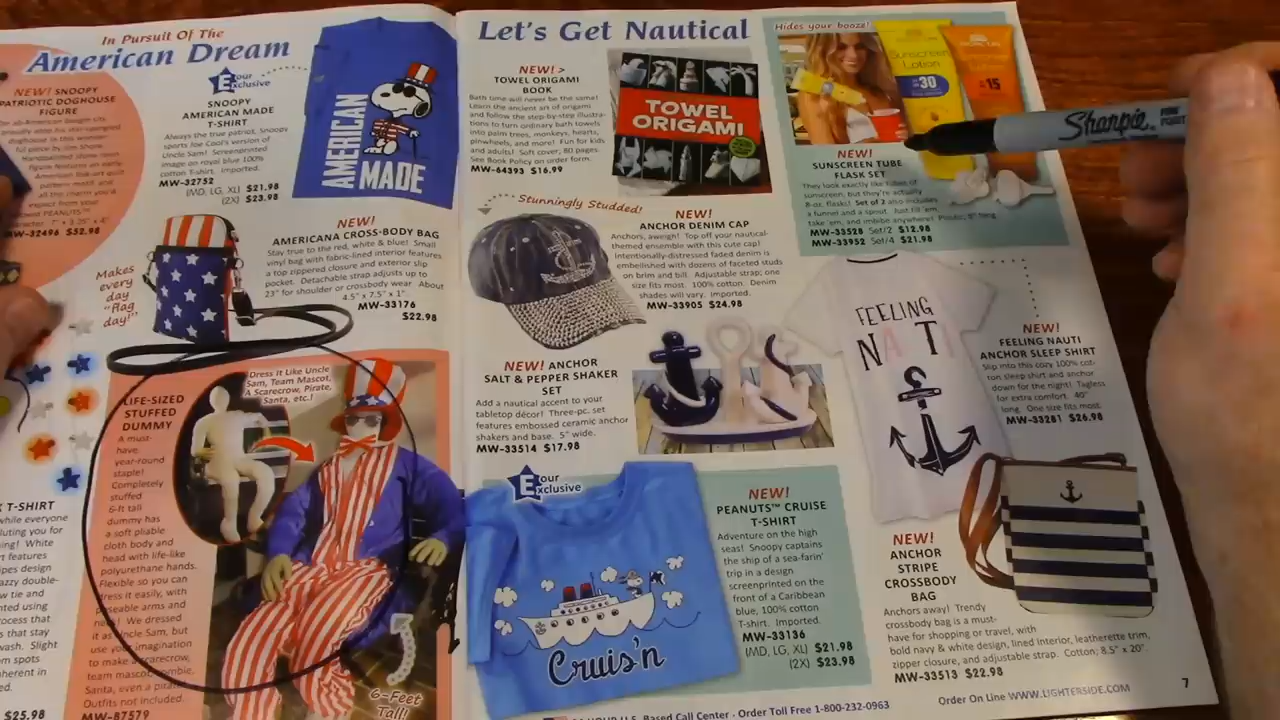 In Pursuit Of The
American Dream
NEW! SNOOPY
PATRIOTIC DOGHOUSE
FIGURE
MW-32496 $52.98
Our
Exclusive
SNOOPY
AMERICAN MADE
T-SHIRT
Always the true patriot, Snoopy
sports Joe Cool's version of
Uncle Sam! Screenprinted
image on royal blue 100%
cotton T-shirt. Imported.
MW-32752
(MD, LG, XL) $21.98
(2X) $23.98
AMERICAN
MADE
NEW!
AMERICANA CROSS-BODY BAG
Stay true to the red, white & blue! Small
vinyl bag with fabric-lined interior features
a top zippered closure and exterior slip
pocket. Detachable strap adjusts up to
23" for shoulder or crossbody wear. About
4.5" x 7.5" x 1"
MW-33176
$22.98
Makes
every
day
"flag
day!"
LIFE-SIZED
STUFFED
DUMMY
A must-
have
year-round
staple!
Completely
stuffed
6-ft tall
dummy has
a soft pliable
cloth body and
head with life-like
polyurethane hands.
Flexible so you can
dress it easily, with
poseable arms and
We dressed
it as Uncle Sam, but
use your imagination
to make a scarecrow,
team mascot,
Santa, even a pirate
Outfits not included.
MW-87579
Dress It Like Uncle
Sam, Team Mascot,
A Scarecrow, Pirate,
Santa, etc.!
6-Feet
Tall!
T-SHIRT
while everyone
$25.98
Let's Get Nautical
NEW! >
TOWEL ORIGAMI
BOOK
Bath time will never be the same!
Learn the ancient art of origami
and follow the step-by-step illustra-
tions to turn ordinary bath towels
into palm trees, monkeys, hearts,
pinwheels, and more! Fun for kids
and adults! Soft cover; 80 pages.
See Book Policy on order form.
MW-64393 $16.99
TOWEL
ORIGAMI
Hides your booze!
Sunscreen
Lotion
30
15
NEW!
SUNSCREEN TUBE
FLASK SET
They look exactly like tubes of
sunscreen, but they're actually
8-oz. flasks! Set of 2 also includes
a funnel and a spout. Just fill 'em,
take 'em, and imbibe anywhere! Plastic; 8" long.
MW-33528 Set/2 $12.98
MW-33952 Set/4 $21.98
Sharpie
FINE
POINT
Stunningly Studded!
NEW!
ANCHOR DENIM CAP
Anchors, aweigh! Top off your nautical-
themed ensemble with this cute cap!
Intentionally-distressed faded denim is
embellished with dozens of faceted studs
on brim and bill. Adjustable strap; one
size fits most. 100% cotton. Denim
shades will vary. Imported.
MW-33905 $24.98
NEW! ANCHOR
SALT & PEPPER SHAKER
SET
Add a nautical accent to your
tabletop décor! Three-pc. set
features embossed ceramic anchor
shakers and base. 5" wide.
MW-33514 $17.98
FEELING
NA TI
NEW!
FEELING NAUTI
ANCHOR SLEEP SHIRT
Slip into this cozy 100% cot-
ton sleep shirt and anchor
down for the night! Tagless
for extra comfort. 40"
long. One size fits most.
MW-33281 $26.98
Our
Exclusive
Cruis'n
NEW!
PEANUTS™ CRUISE
T-SHIRT
Adventure on the high
seas! Snoopy captains
the ship of a sea-farin'
trip in a design
screenprinted on the
front of a Caribbean
blue, 100% cotton
T-shirt. Imported.
MW-33136
(MD, LG, XL) $21.98
(2X) $23.98
NEW!
ANCHOR
STRIPE
CROSSBODY
BAG
Anchors away! Trendy
crossbody bag is a must-
have for shopping or travel, with
bold navy & white design, lined interior, leatherette trim,
zipper closure, and adjustable strap. Cotton; 8.5" x 20".
MW-33513 $22.98
HOUR U.S. Based Call Center • Order Toll Free 1-800-232-0963
Order On Line WWW.LIGHTERSIDE.COM
7